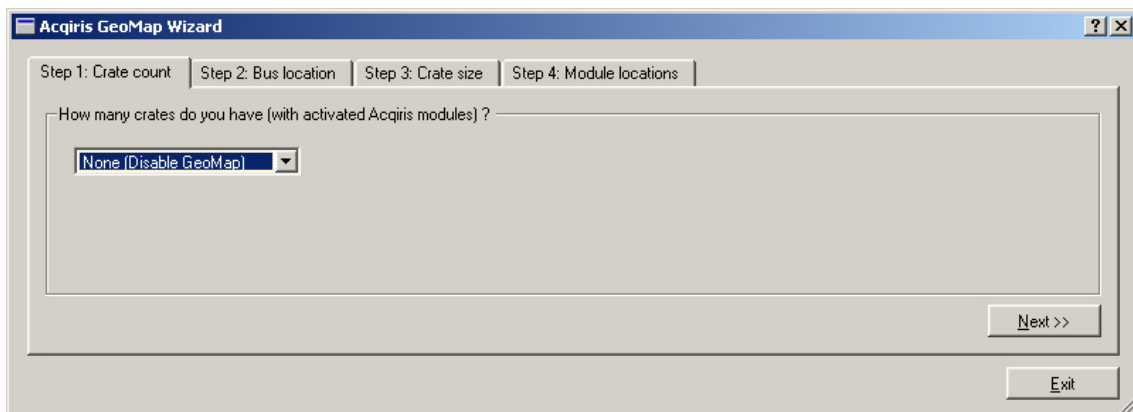 Acqiris GeoMap Wizard
Step 1: Crate count Step 2: Bus location Step 3: Crate size Step 4: Module locations
How many crates do you have (with activated Acqiris modules) ?
None (Disable GeoMap)
Next >>
Exit